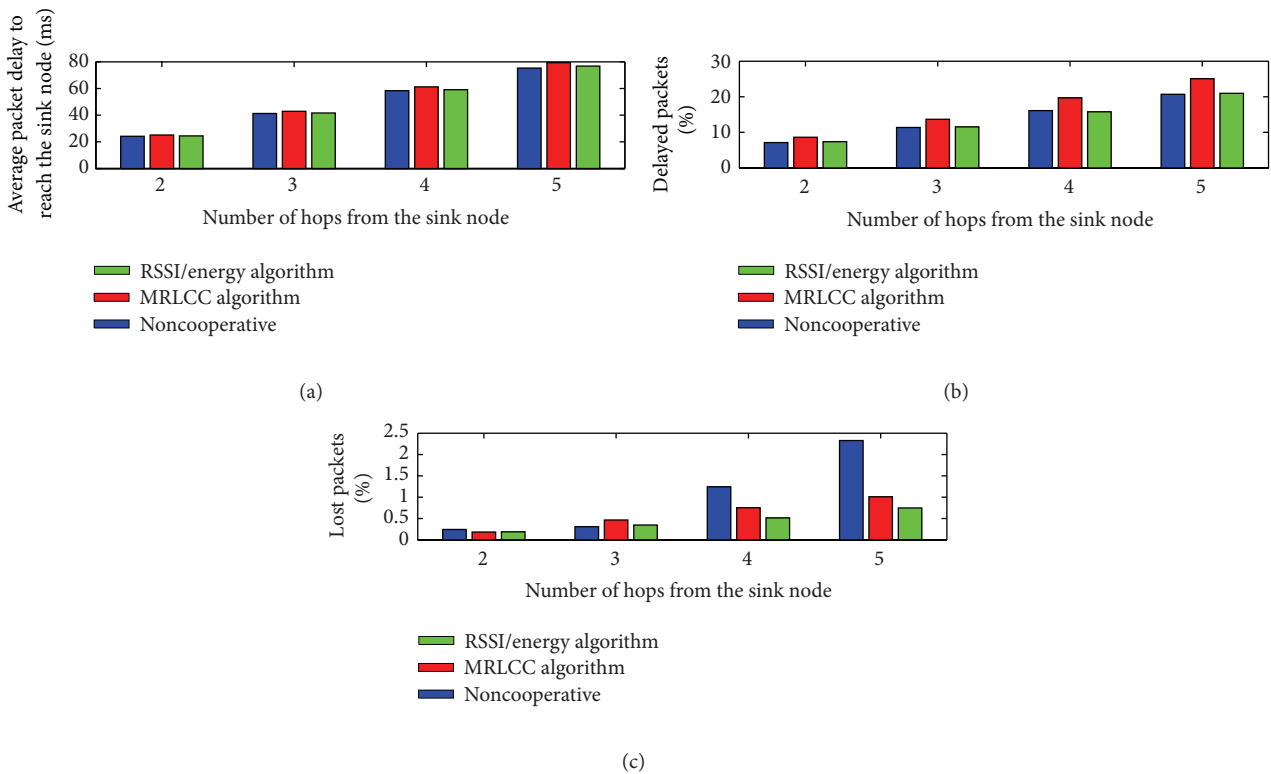 Average packet delay to
reach the sink node (ms)
80
60
40
20
0
2
3
4
5
Number of hops from the sink node
RSSI/energy algorithm
MRLCC algorithm
Noncooperative
(a)
Delayed packets
(%)
30
20
10
0
2
3
4
5
Number of hops from the sink node
RSSI/energy algorithm
MRLCC algorithm
Noncooperative
(b)
Lost packets
(%)
2.5
2
1.5
1
0.5
0
2
3
4
5
Number of hops from the sink node
RSSI/energy algorithm
MRLCC algorithm
Noncooperative
(c)